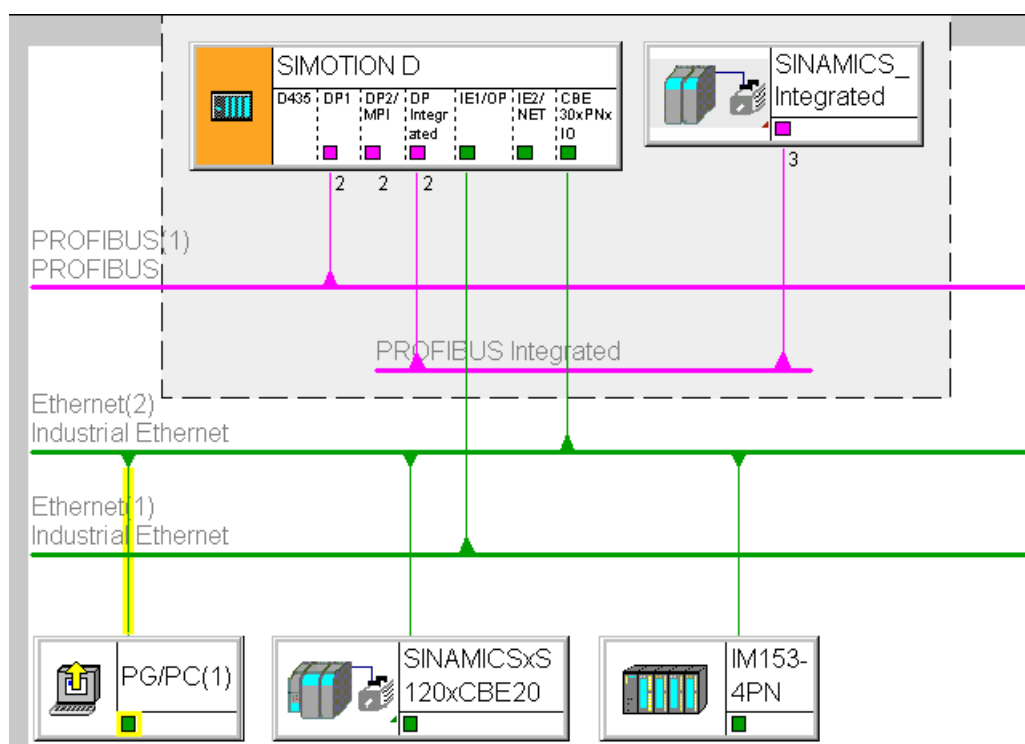 SIMOTION D
D435 DP1 DP2/ DP IE1/OP IE2/ CBE
MPI Integr NET 30xPNx
ated IO
2 2 2
SINAMICS_
Integrated
3
PROFIBUS(1)
PROFIBUS
PROFIBUS Integrated
Ethernet(2)
Industrial Ethernet
Ethernet(1)
Industrial Ethernet
PG/PC(1)
SINAMICSxS
120xCBE20
IM153-
4PN